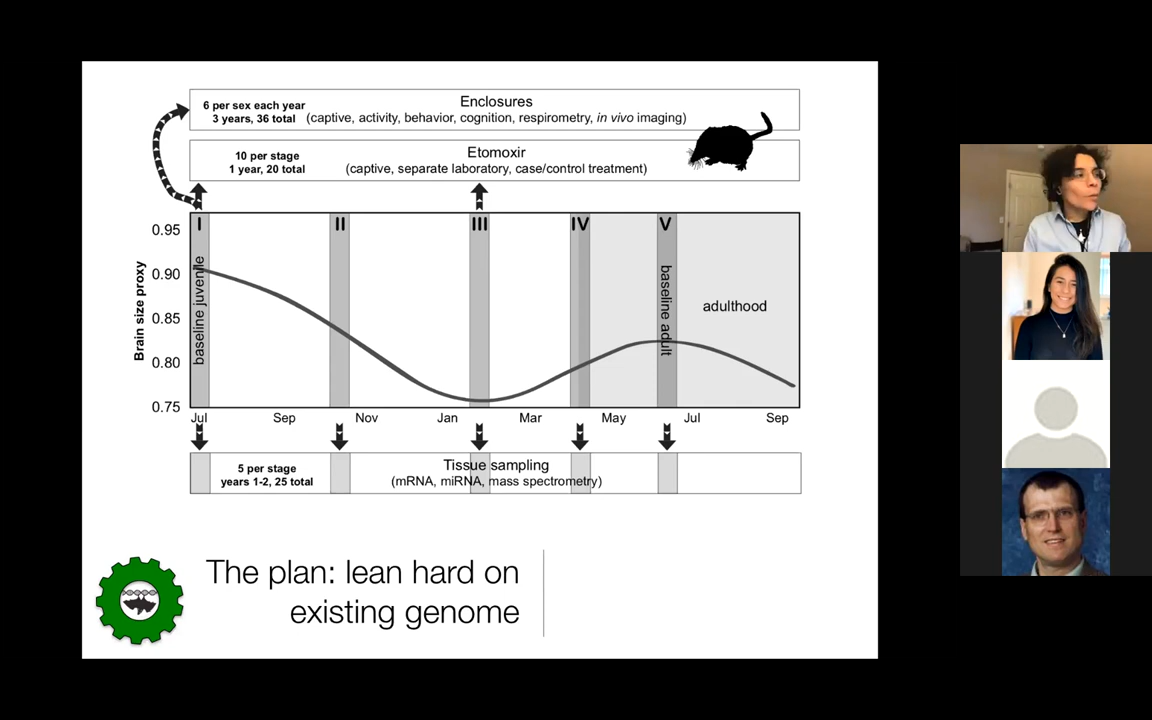 Enclosures
6 per sex each year
3 years, 36 total
(captive, activity, behavior, cognition, respirometry, in vivo imaging)
Etomoxir
10 per stage
1 year, 20 total
(captive, separate laboratory, case/control treatment)
I
II
III
IV
V
0.95
0.90
0.85
0.80
0.75
Brain size proxy
baseline juvenile
baseline adult
adulthood
Jul
Sep
Nov
Jan
Mar
May
Jul
Sep
Tissue sampling
5 per stage
years 1-2, 25 total
(mRNA, miRNA, mass spectrometry)
The plan: lean hard on
existing genome